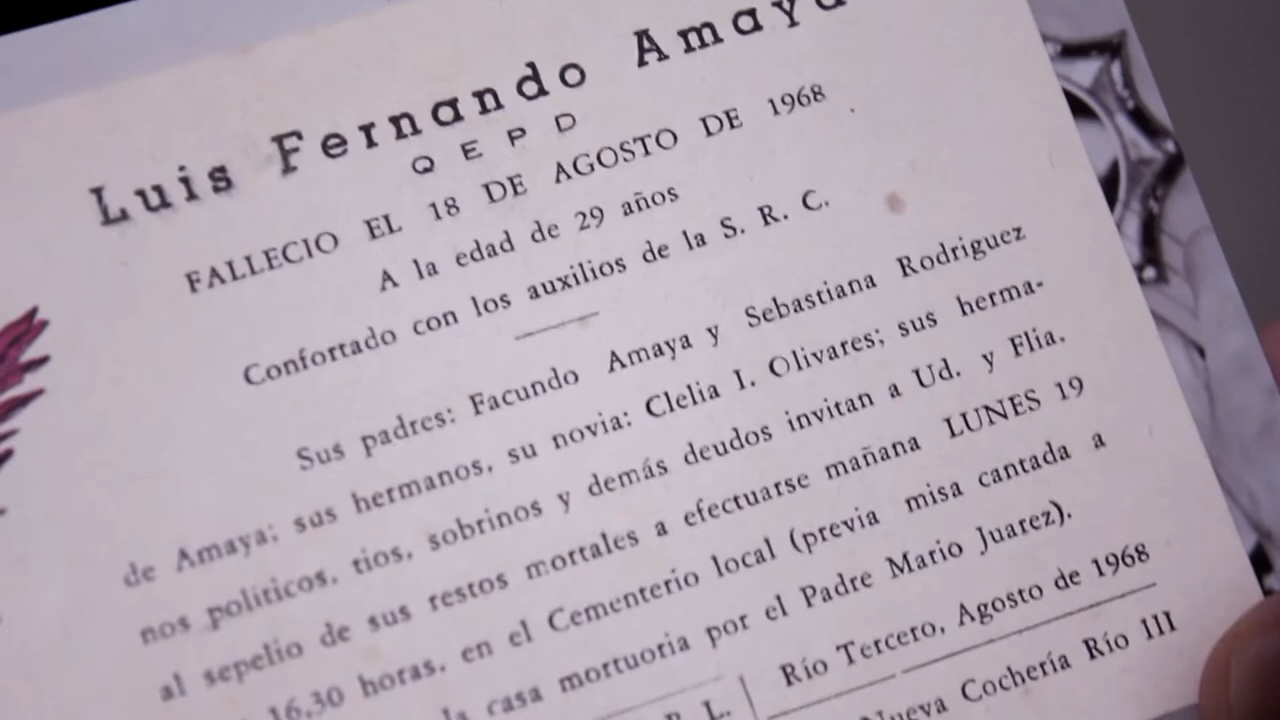 Luis Fernando Amaya
Q E P D
FALLECIO EL 18 DE AGOSTO DE 1968
A la edad de 29 años
Confortado con los auxilios de la S. R. C.
Sus padres: Facundo Amaya y Sebastiana Rodriguez
de Amaya; sus hermanos, su novia: Clelia I. Olivares; sus herma-
nos políticos, tios, sobrinos y demás deudos invitan a Ud. y Flia.
al sepelio de sus restos mortales a efectuarse mañana LUNES 19
16,30 horas, en el Cementerio local (previa misa cantada a
la casa mortuoria por el Padre Mario Juarez).
Río Tercero, Agosto de 1968
R. L.
Nueva Cochería Río III